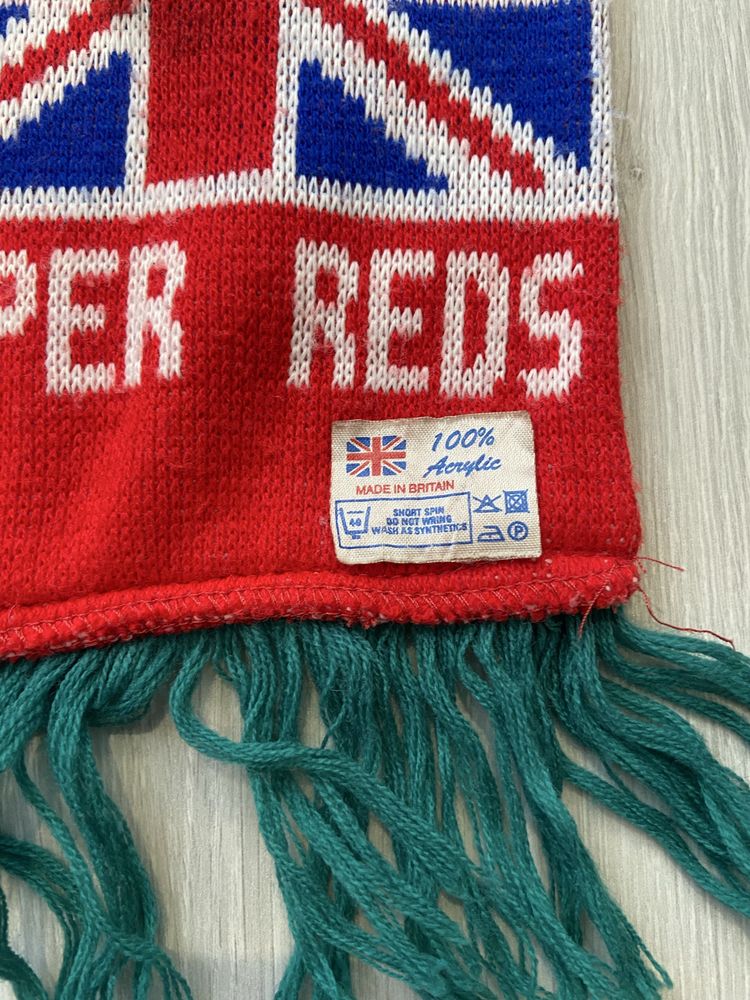 PER REDS
100%
Acrylic
MADE IN BRITAIN
40
SHORT SPIN
DO NOT WRING
WASH AS SYNTHETICS
P